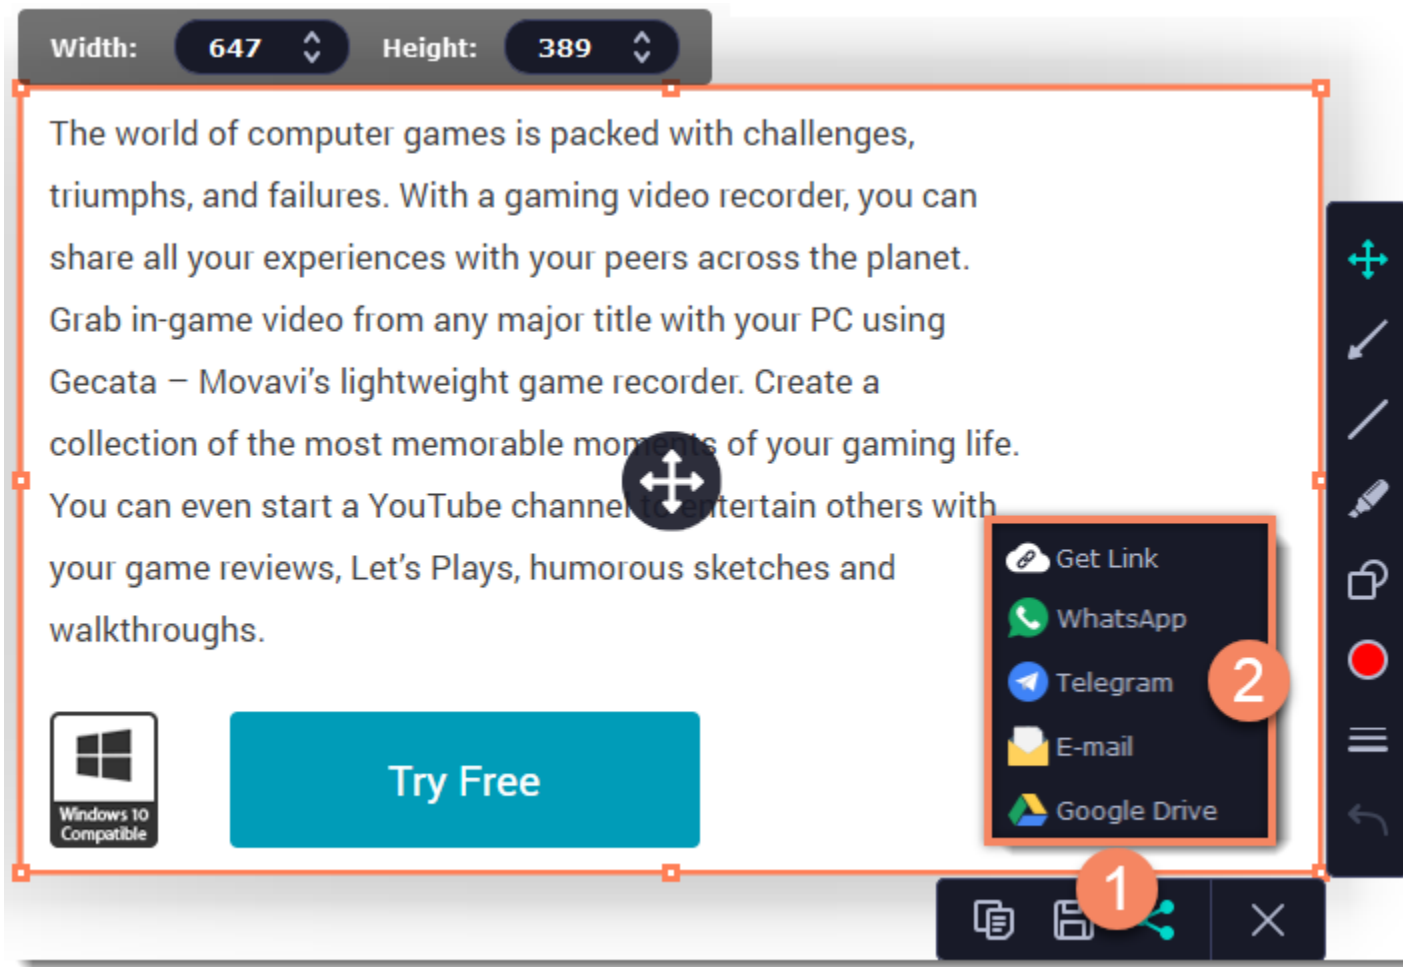 Width: 647 Height: 389
The world of computer games is packed with challenges,
triumphs, and failures. With a gaming video recorder, you can
share all your experiences with your peers across the planet.
Grab in-game video from any major title with your PC using
Gecata – Movavi’s lightweight game recorder. Create a
collection of the most memorable moments of your gaming life.
You can even start a YouTube channel to entertain others with
your game reviews, Let’s Plays, humorous sketches and
walkthroughs.
Get Link
WhatsApp
Telegram
2
E-mail
Google Drive
Windows 10
Compatible
Try Free
1